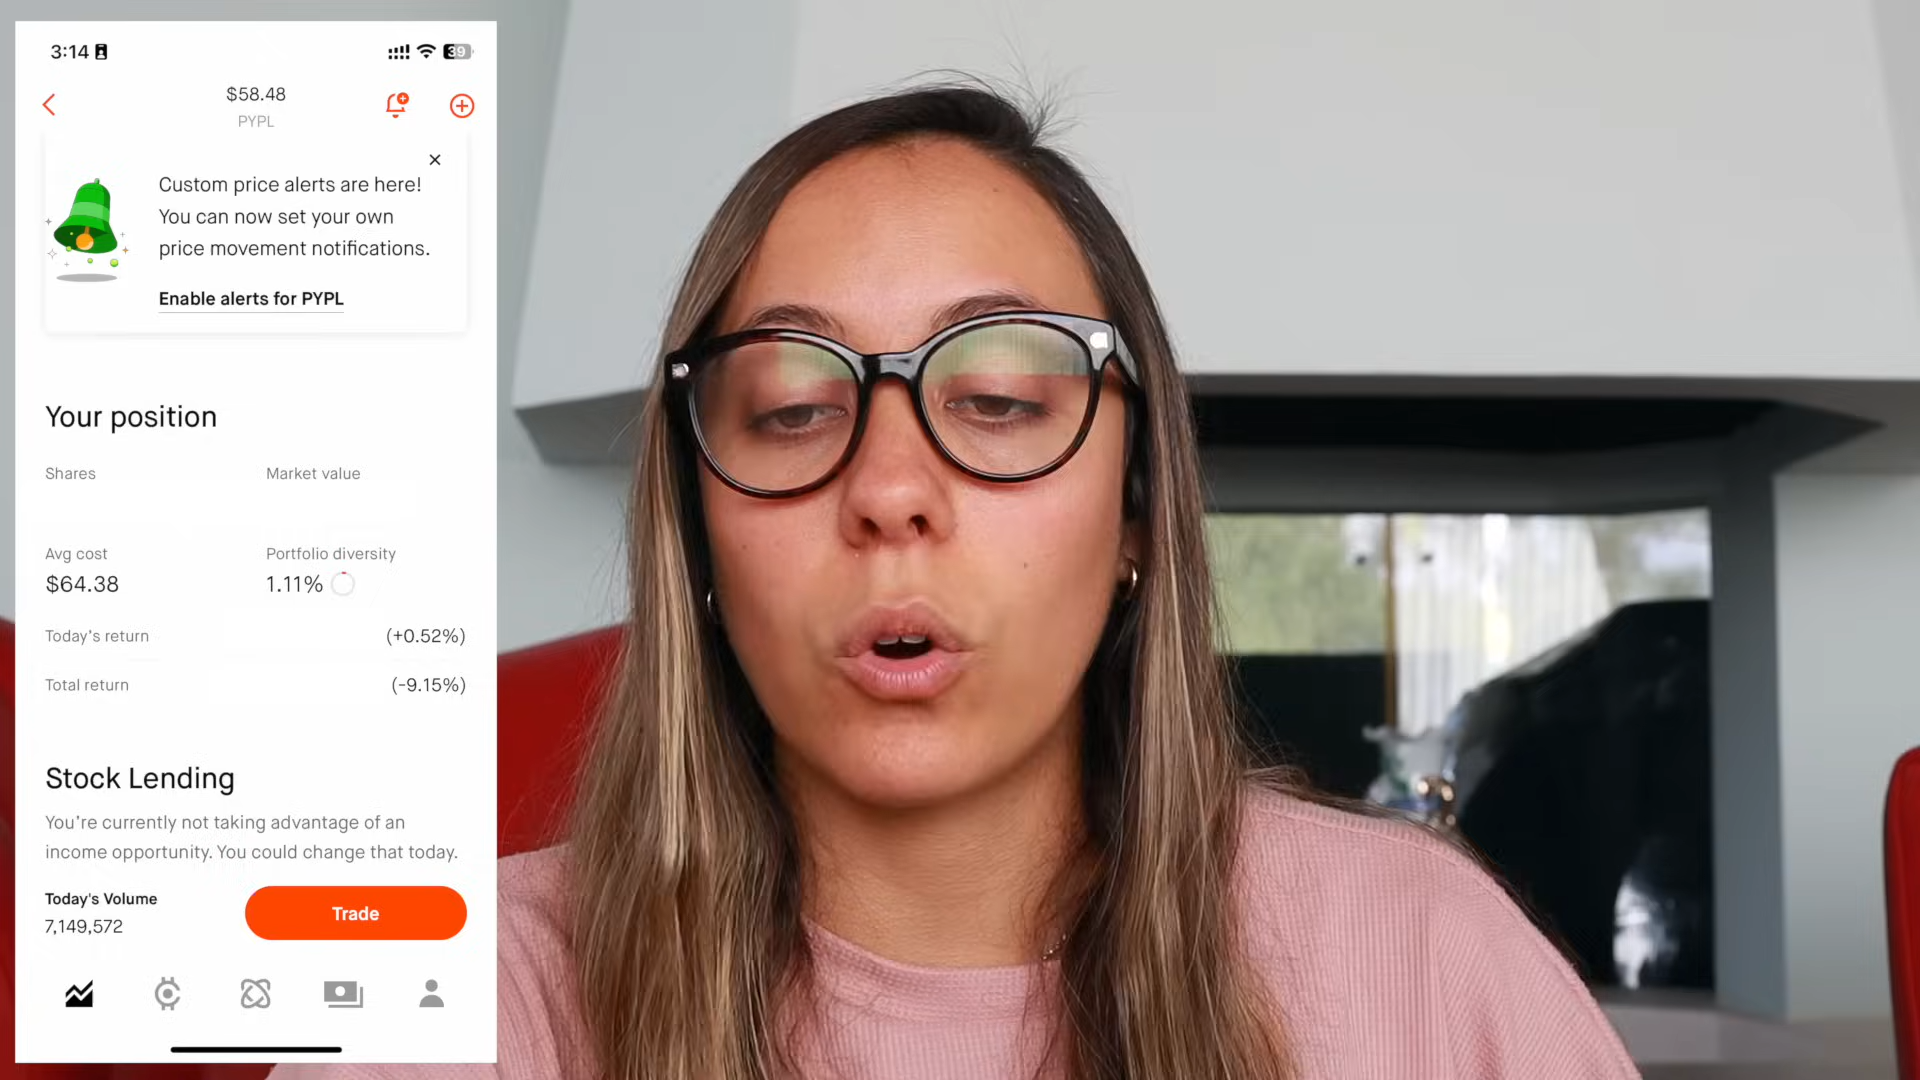 3:14
39
$58.48
PYPL
Custom price alerts are here!
You can now set your own
price movement notifications.
Enable alerts for PYPL
Your position
Shares
Market value
Avg cost
Portfolio diversity
$64.38
1.11%
Today's return
(+0.52%)
Total return
(-9.15%)
Stock Lending
You're currently not taking advantage of an
income opportunity. You could change that today.
Today's Volume
7,149,572
Trade